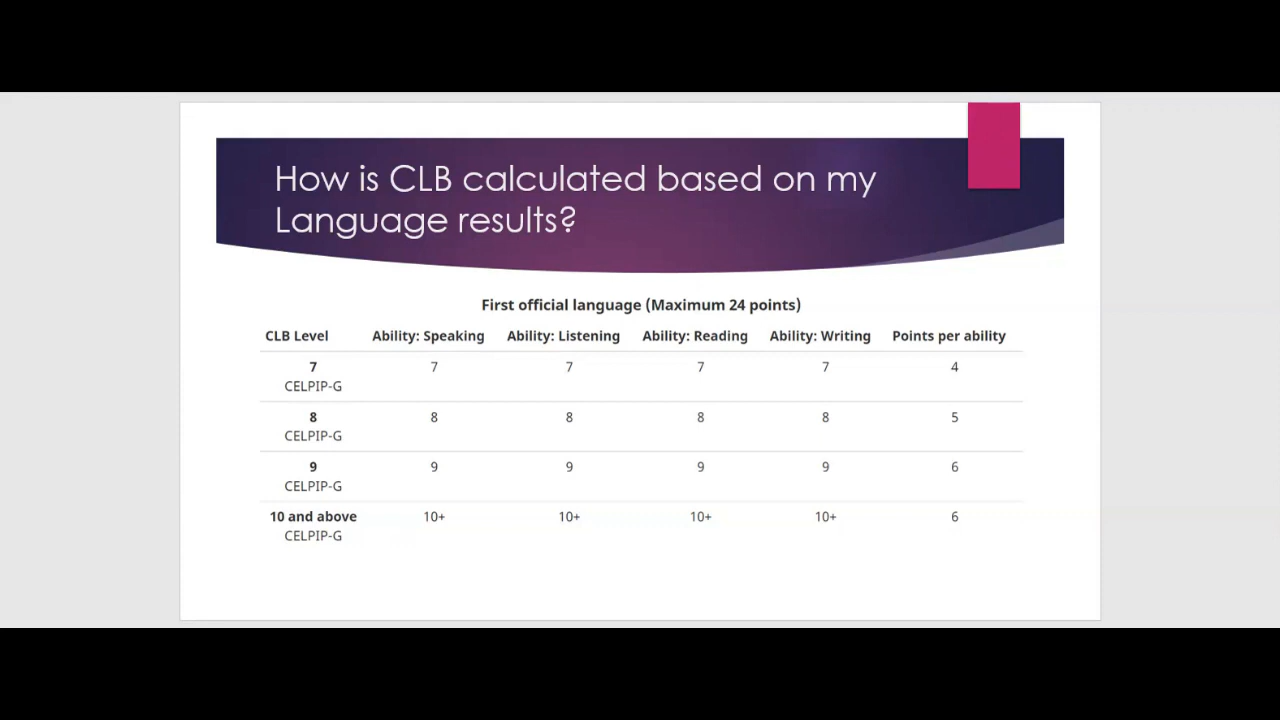 How is CLB calculated based on my
Language results?
First official language (Maximum 24 points)
CLB Level Ability: Speaking Ability: Listening Ability: Reading Ability: Writing Points per ability
7 7 7 7 7 4
CELPIP-G
8 8 8 8 8 5
CELPIP-G
9 9 9 9 9 6
CELPIP-G
10 and above 10+ 10+ 10+ 10+ 6
CELPIP-G